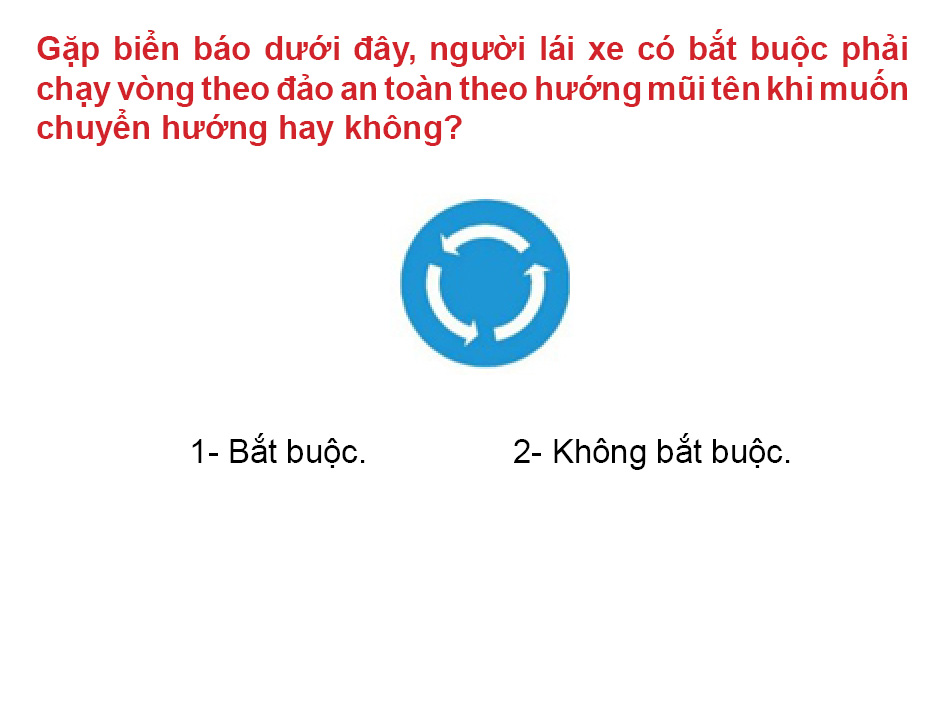 Gặp biển báo dưới đây, người lái xe có bắt buộc phải
chạy vòng theo đảo an toàn theo hướng mũi tên khi muốn
chuyển hướng hay không?
1- Bắt buộc. 2- Không bắt buộc.